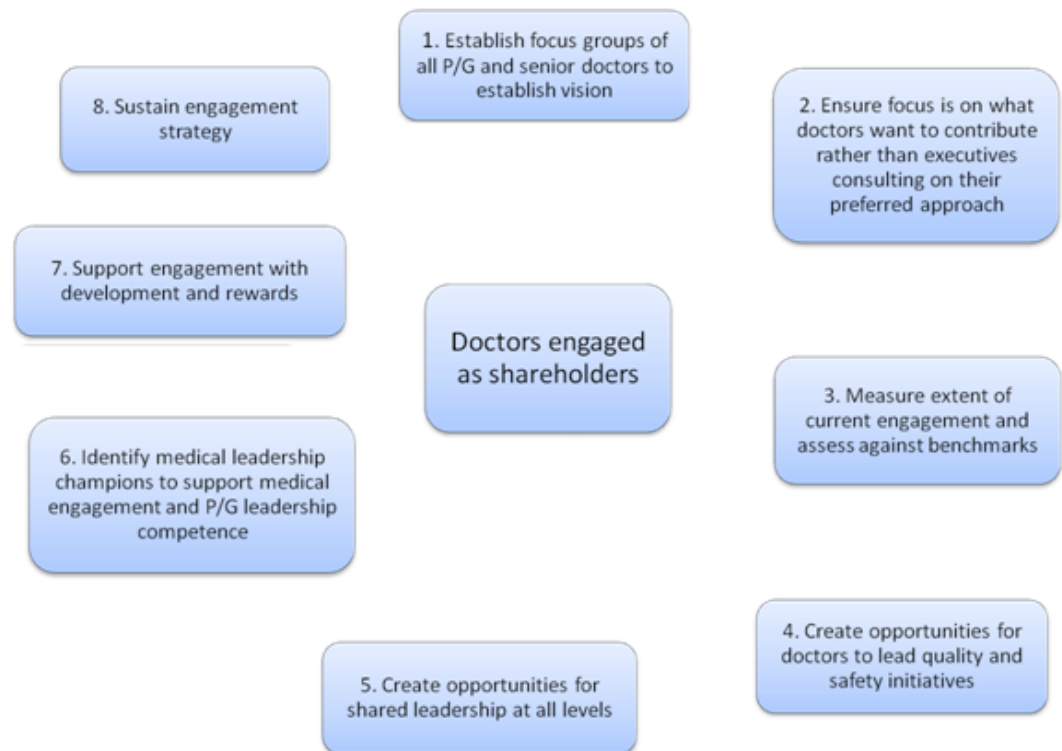 1. Establish focus groups of
all P/G and senior doctors to
establish vision
2. Ensure focus is on what
doctors want to contribute
rather than executives
consulting on their
preferred approach
3. Measure extent of
current engagement and
assess against benchmarks
4. Create opportunities for
doctors to lead quality and
safety initiatives
5. Create opportunities for
shared leadership at all levels
6. Identify medical leadership
champions to support medical
engagement and P/G leadership
competence
7. Support engagement with
development and rewards
8. Sustain engagement
strategy
Doctors engaged
as shareholders